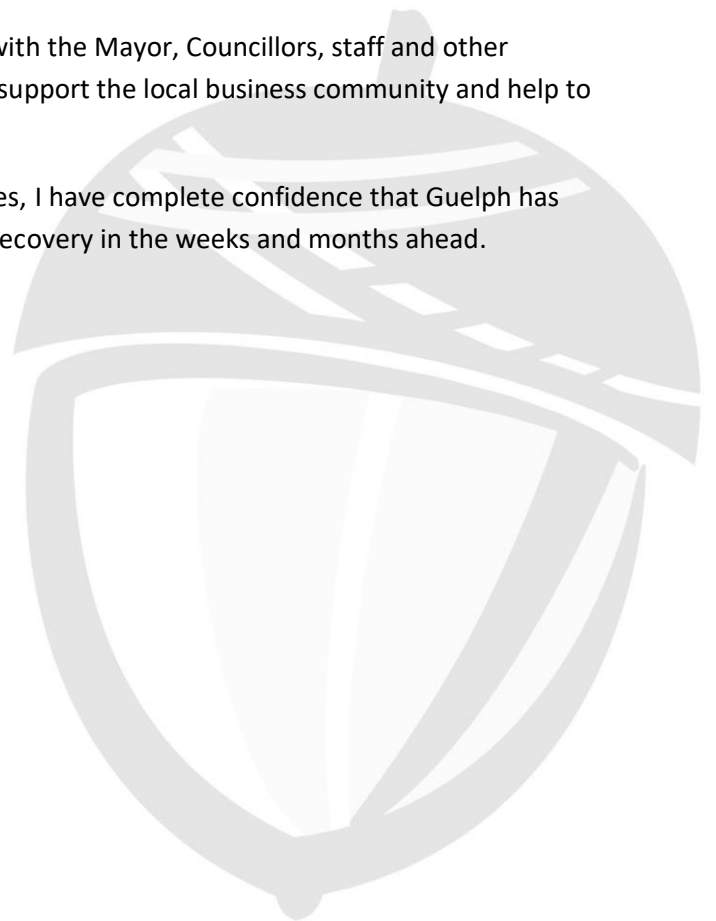 with the Mayor, Councillors, staff and other
support the local business community and help to
es, I have complete confidence that Guelph has
recovery in the weeks and months ahead.